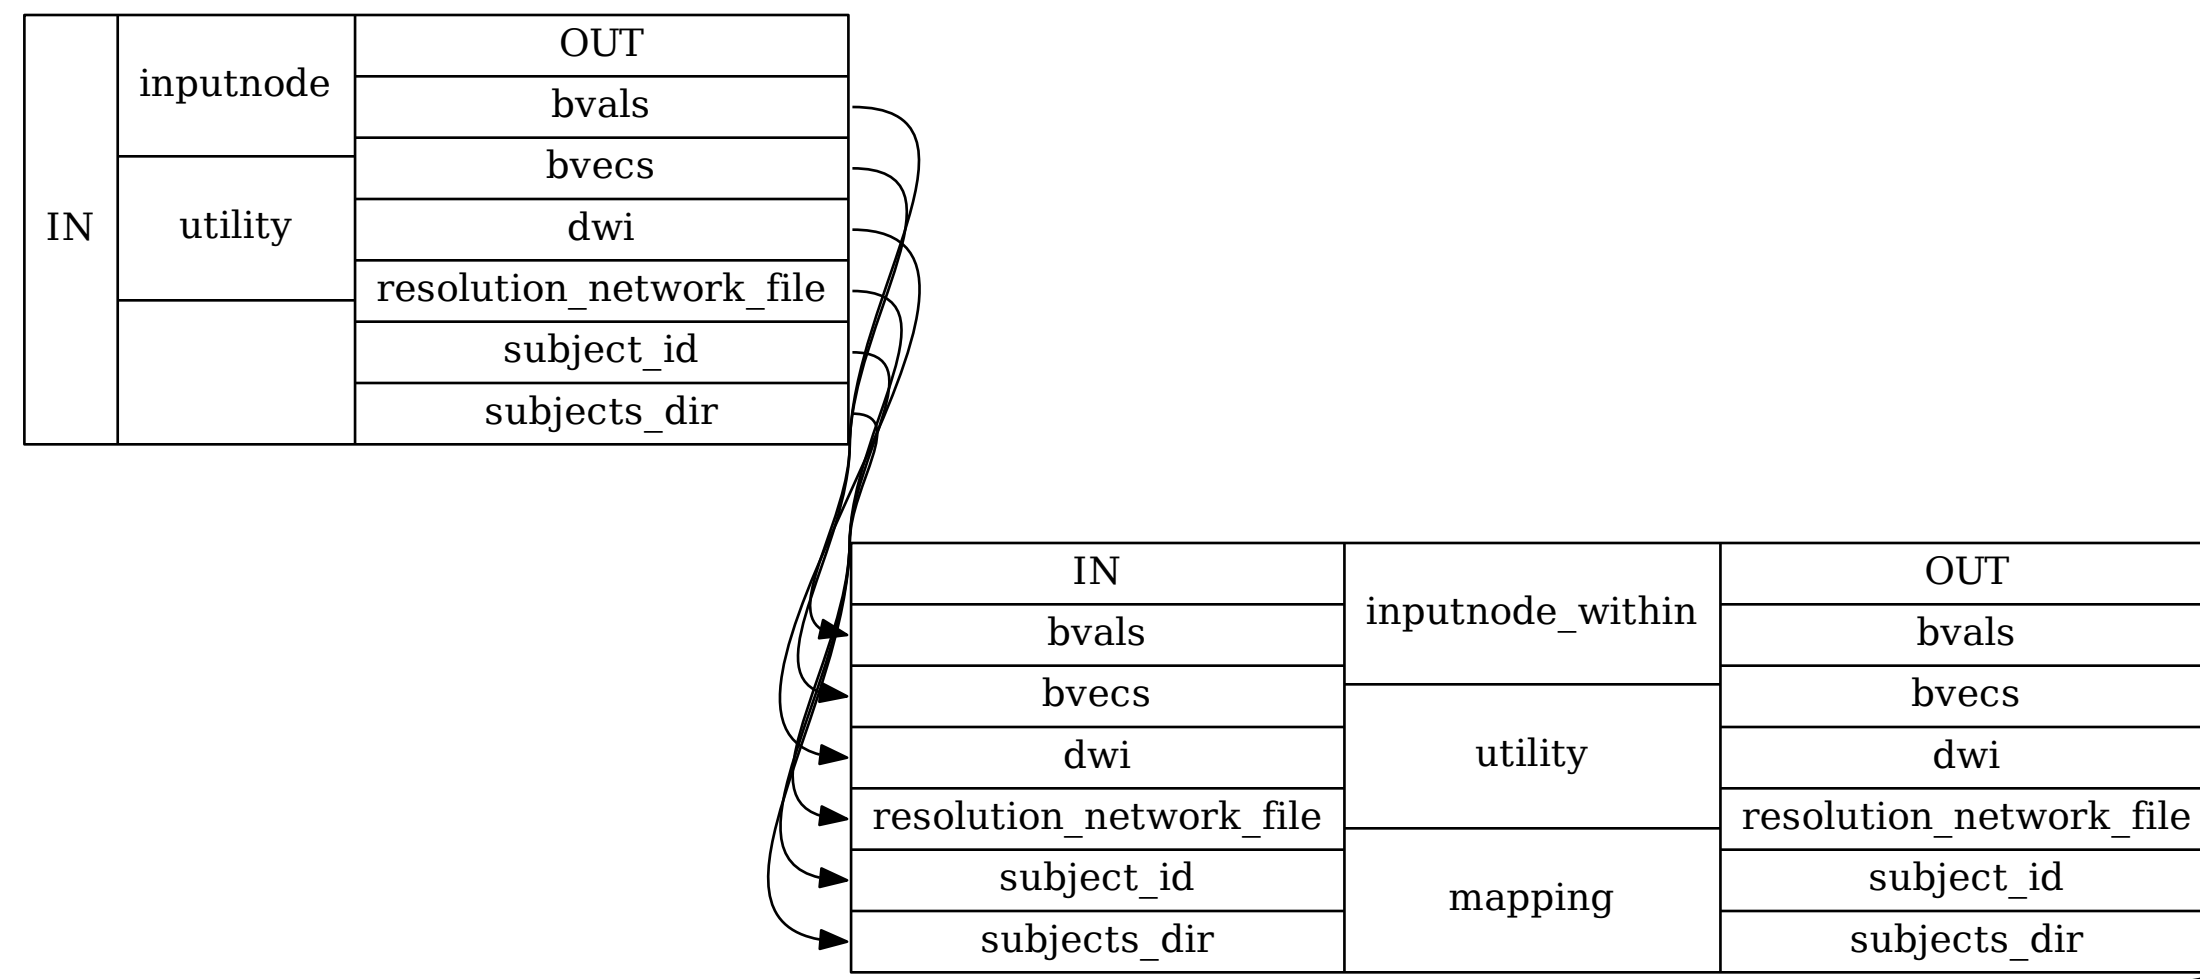 IN
inputnode
utility
OUT
bvals
bvecs
dwi
resolution_network_file
subject_id
subjects_dir
IN
bvals
bvecs
dwi
resolution_network_file
subject_id
subjects_dir
inputnode_within
utility
mapping
OUT
bvals
bvecs
dwi
resolution_network_file
subject_id
subjects_dir